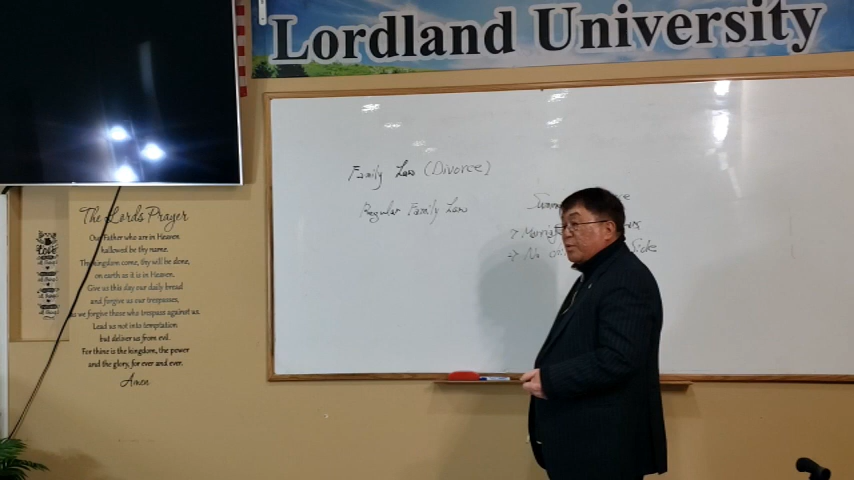 Lordland University
Family Law (Divorce)
Regular Family Law
No
Side
The Lords Prayer
Our Father who are in Heaven
hallowed be thy name.
Thy kingdom come, thy will be done,
on earth as it is in Heaven.
Give us this day our daily bread
and forgive us our trespasses,
as we forgive those who trespass against us.
Lead us not into temptation
but deliver us from evil.
For thine is the kingdom, the power
and the glory, for ever and ever.
Amen